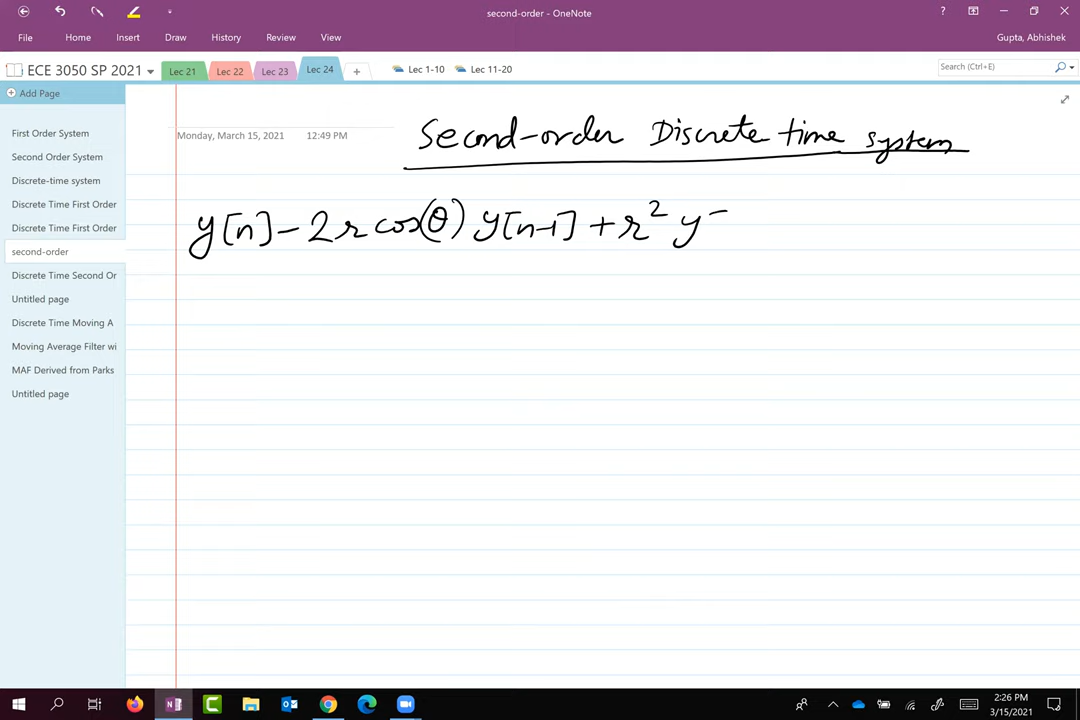 second-order - OneNote
?
Gupta, Abhishek
File Home Insert Draw History Review View
ECE 3050 SP 2021
Lec 21
Lec 22
Lec 23
Lec 24
+
Lec 1-10
Lec 11-20
Search (Ctrl+E)
Add Page
First Order System
Second Order System
Discrete-time system
Discrete Time First Order
Discrete Time First Order
second-order
Discrete Time Second Or
Untitled page
Discrete Time Moving A
Moving Average Filter wi
MAF Derived from Parks
Untitled page
Monday, March 15, 2021 12:49 PM
Second-order Discrete time system
y[n] - 2r cos(θ) y[n-1] + r² y
2:26 PM
3/15/2021